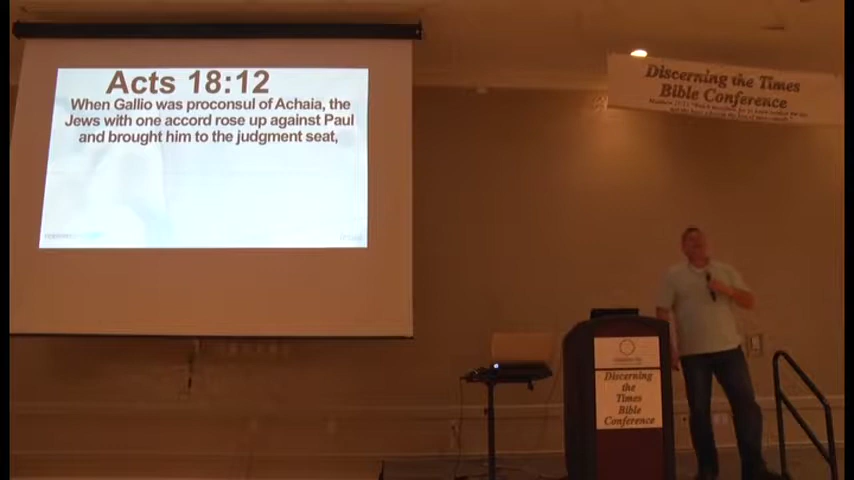 Acts 18:12
When Gallio was proconsul of Achaia, the
Jews with one accord rose up against Paul
and brought him to the judgment seat,
Discerning the Times
Bible Conference
Discerning
the
Times
Bible
Conference